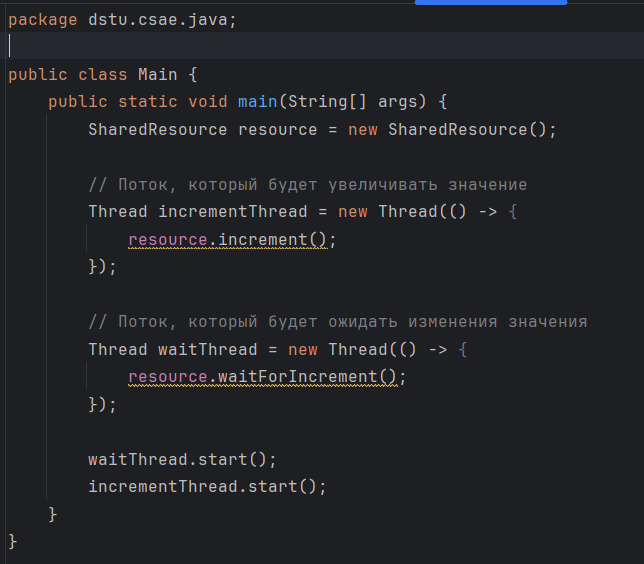 package dstu.csae.java;
public class Main {
public static void main(String[] args) {
SharedResource resource = new SharedResource();
// Поток, который будет увеличивать значение
Thread incrementThread = new Thread(() -> {
resource.increment();
});
// Поток, который будет ожидать изменения значения
Thread waitThread = new Thread(() -> {
resource.waitForIncrement();
});
waitThread.start();
incrementThread.start();
}
}